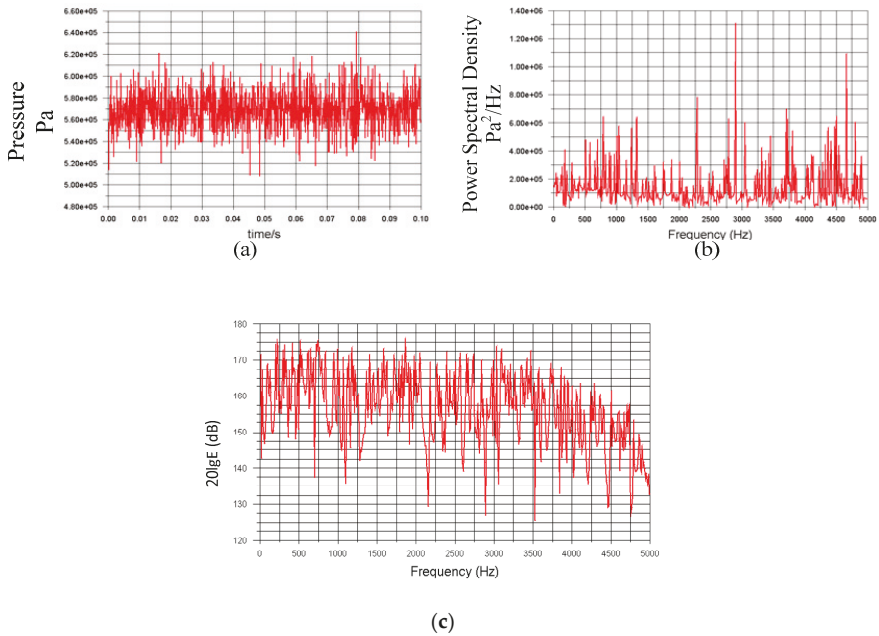 Pressure
Pa
6.60e+05
6.40e+05
6.20e+05
6.00e+05
5.80e+05
5.60e+05
5.40e+05
5.20e+05
5.00e+05
4.80e+05
0.00 0.01 0.02 0.03 0.04 0.05 0.06 0.07 0.08 0.09 0.10
time/s
(a)
Power Spectral Density
Pa²/Hz
1.40e+06
1.20e+06
1.00e+06
8.00e+05
6.00e+05
4.00e+05
2.00e+05
0.00e+00
0 500 1000 1500 2000 2500 3000 3500 4000 4500 5000
Frequency (Hz)
(b)
20lgE (dB)
180
170
160
150
140
130
120
0 500 1000 1500 2000 2500 3000 3500 4000 4500 5000
Frequency (Hz)
(c)